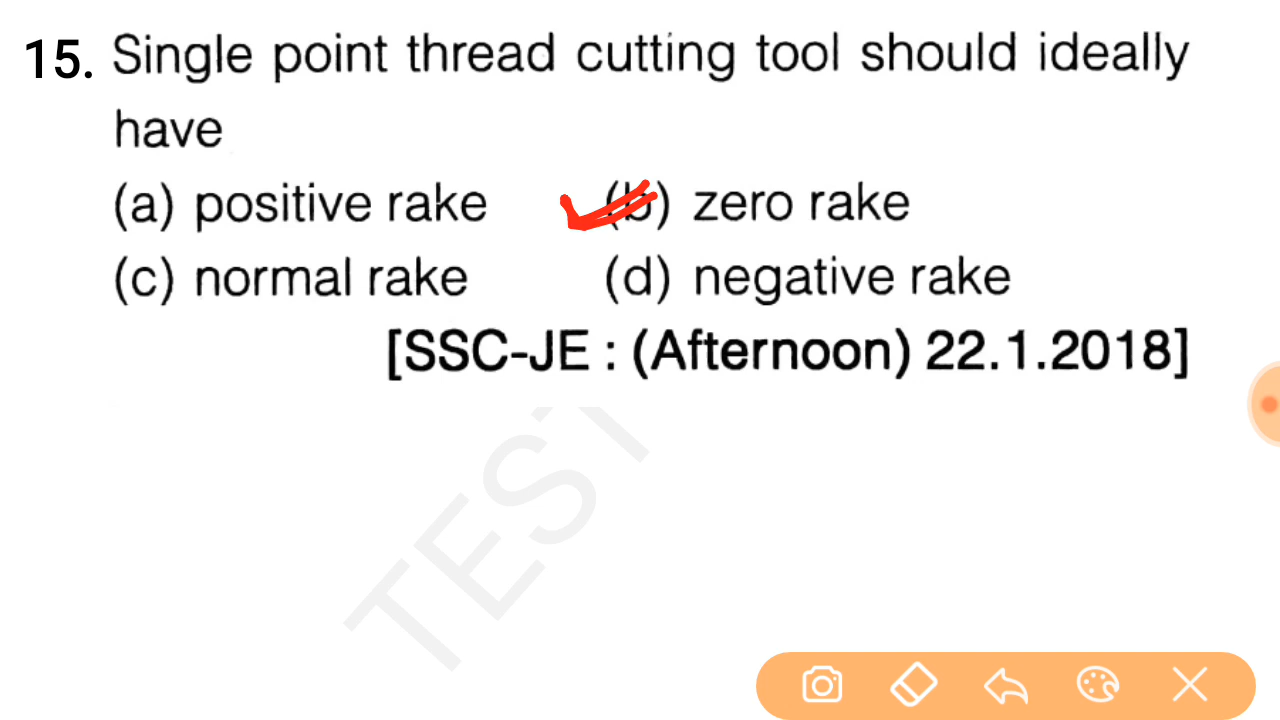 15. Single point thread cutting tool should ideally
have
(a) positive rake (b) zero rake
(c) normal rake (d) negative rake
[SSC-JE : (Afternoon) 22.1.2018]
TEST